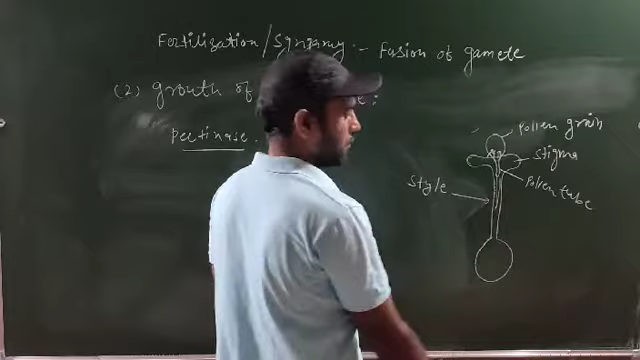 Fertilization / Syngamy :- Fusion of gamete
(2) growth of
Pectinase.
Pollen grain
Stigma
Style
Pollen tube